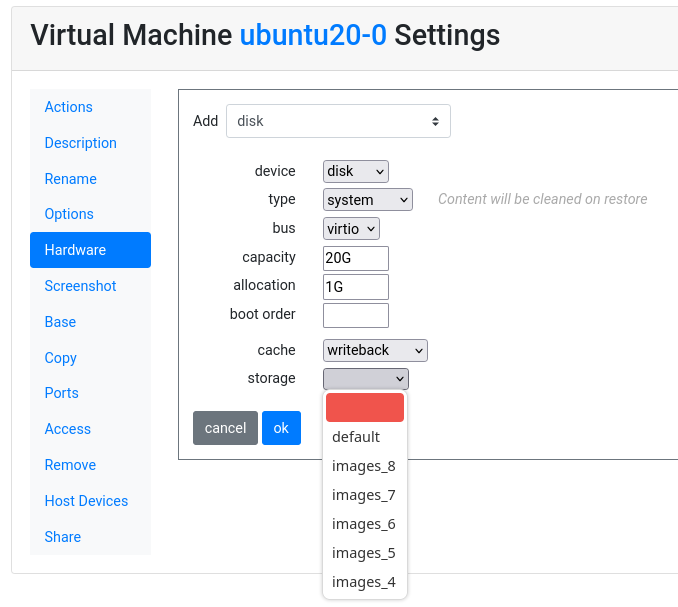 Virtual Machine ubuntu20-0 Settings
Actions
Description
Rename
Options
Hardware
Screenshot
Base
Copy
Ports
Access
Remove
Host Devices
Share
Add disk
device disk
type system Content will be cleaned on restore
bus virtio
capacity 20G
allocation 1G
boot order
cache writeback
storage
default
images_8
images_7
images_6
images_5
images_4
cancel ok